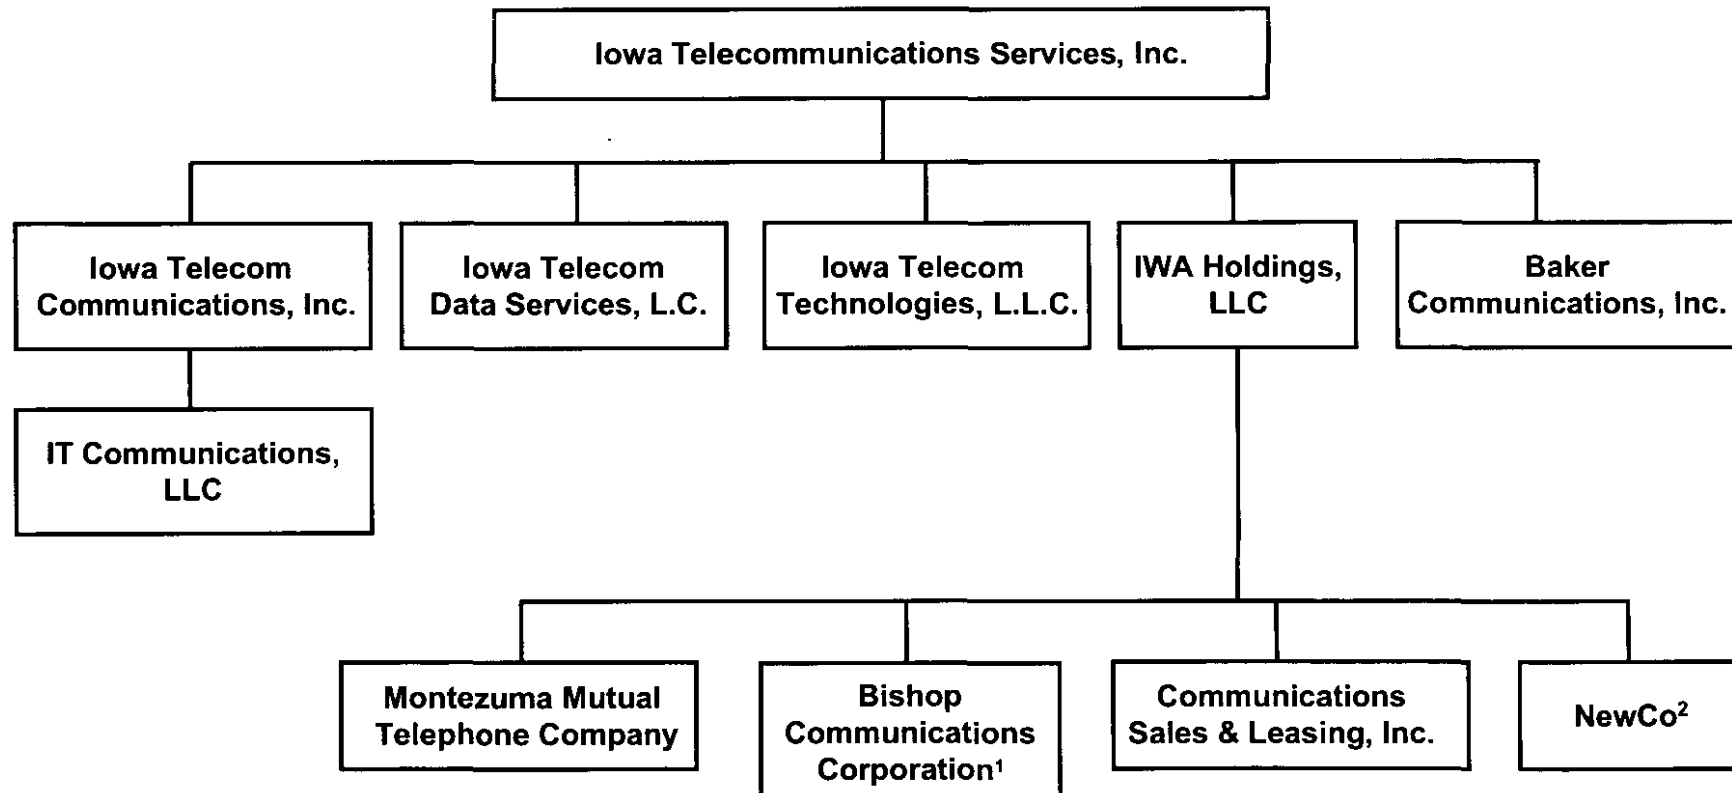 Iowa Telecommunications Services, Inc.
Iowa Telecom
Communications, Inc.
Iowa Telecom
Data Services, L.C.
Iowa Telecom
Technologies, L.L.C.
IWA Holdings,
LLC
Baker
Communications, Inc.
IT Communications,
LLC
Montezuma Mutual
Telephone Company
Bishop
Communications
Corporation¹
Communications
Sales & Leasing, Inc.
NewCo²